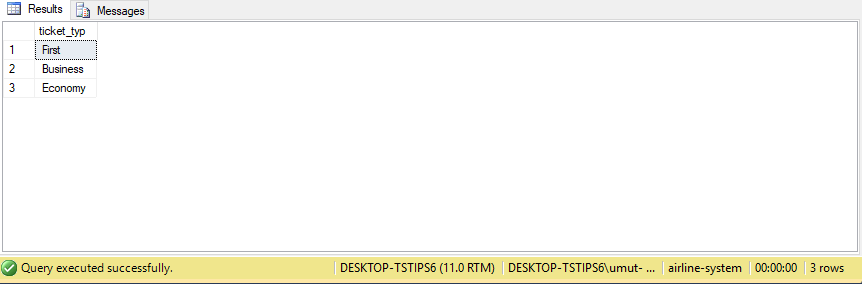 Results Messages
ticket_typ
1 First
2 Business
3 Economy
Query executed successfully. DESKTOP-TSTIPS6 (11.0 RTM) DESKTOP-TSTIPS6\umut- ... airline-system 00:00:00 3 rows